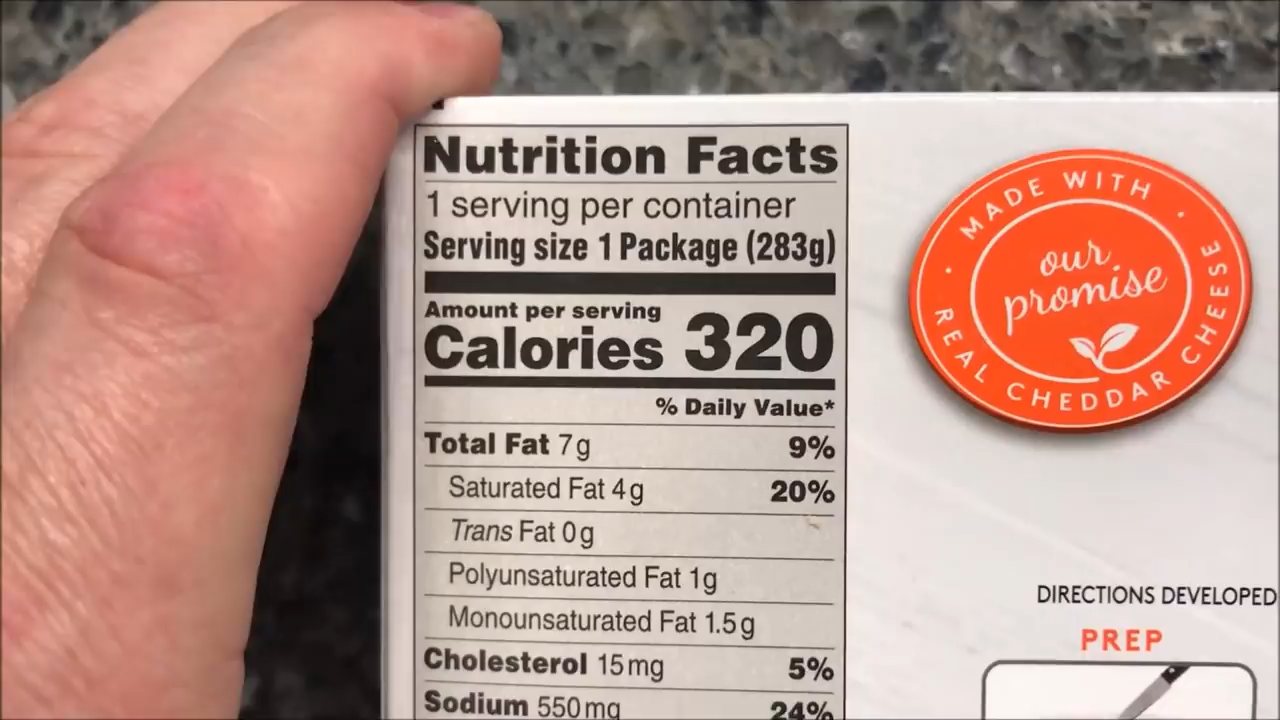 Nutrition Facts
1 serving per container
Serving size 1 Package (283g)
Amount per serving
Calories 320
% Daily Value*
Total Fat 7g 9%
Saturated Fat 4g 20%
Trans Fat 0g
Polyunsaturated Fat 1g
Monounsaturated Fat 1.5g
Cholesterol 15mg 5%
Sodium 550mg 24%
MADE WITH
our
promise
REAL CHEDDAR CHEESE
DIRECTIONS DEVELOPED
PREP